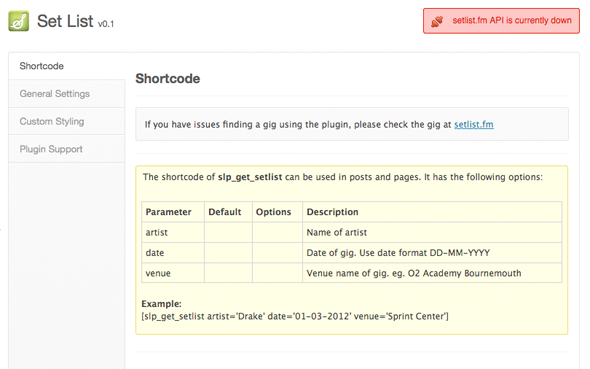 Set List v0.1
setlist.fm API is currently down
Shortcode
General Settings
Custom Styling
Plugin Support
Shortcode
If you have issues finding a gig using the plugin, please check the gig at setlist.fm
The shortcode of slp_get_setlist can be used in posts and pages. It has the following options:
Parameter Default Options Description
artist Name of artist
date Date of gig. Use date format DD-MM-YYYY
venue Venue name of gig. eg. O2 Academy Bournemouth
Example:
[slp_get_setlist artist='Drake' date='01-03-2012' venue='Sprint Center']